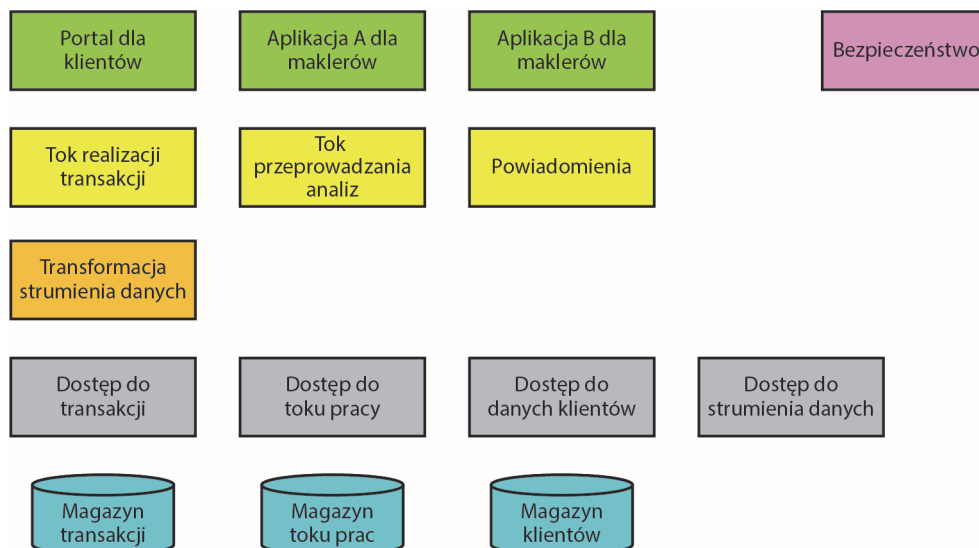 Portal dla
klientów
Aplikacja A dla
maklerów
Aplikacja B dla
maklerów
Bezpieczeństwo
Tok realizacji
transakcji
Tok
przeprowadzania
analiz
Powiadomienia
Transformacja
strumienia danych
Dostęp do
transakcji
Dostęp do
toku pracy
Dostęp do
danych klientów
Dostęp do
strumienia danych
Magazyn
transakcji
Magazyn
toku prac
Magazyn
klientów